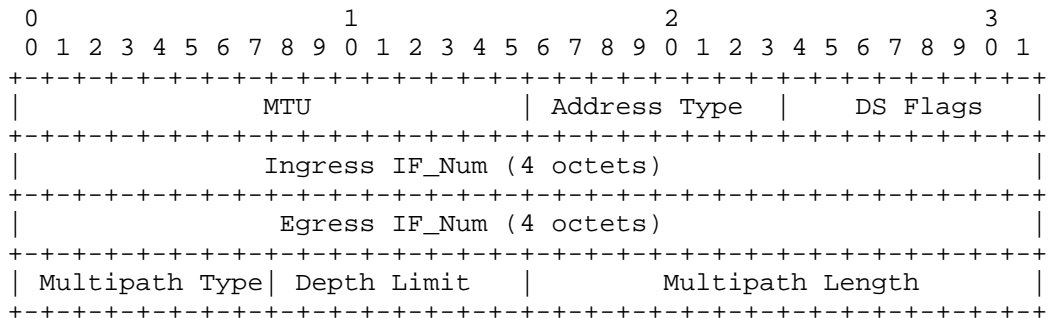 0                   1                   2                   3
 0 1 2 3 4 5 6 7 8 9 0 1 2 3 4 5 6 7 8 9 0 1 2 3 4 5 6 7 8 9 0 1
+-+-+-+-+-+-+-+-+-+-+-+-+-+-+-+-+-+-+-+-+-+-+-+-+-+-+-+-+-+-+-+-+
|               MTU             | Address Type  |    DS Flags   |
+-+-+-+-+-+-+-+-+-+-+-+-+-+-+-+-+-+-+-+-+-+-+-+-+-+-+-+-+-+-+-+-+
|               Ingress IF_Num (4 octets)                       |
+-+-+-+-+-+-+-+-+-+-+-+-+-+-+-+-+-+-+-+-+-+-+-+-+-+-+-+-+-+-+-+-+
|                Egress IF_Num (4 octets)                       |
+-+-+-+-+-+-+-+-+-+-+-+-+-+-+-+-+-+-+-+-+-+-+-+-+-+-+-+-+-+-+-+-+
| Multipath Type| Depth Limit   |        Multipath Length       |
+-+-+-+-+-+-+-+-+-+-+-+-+-+-+-+-+-+-+-+-+-+-+-+-+-+-+-+-+-+-+-+-+